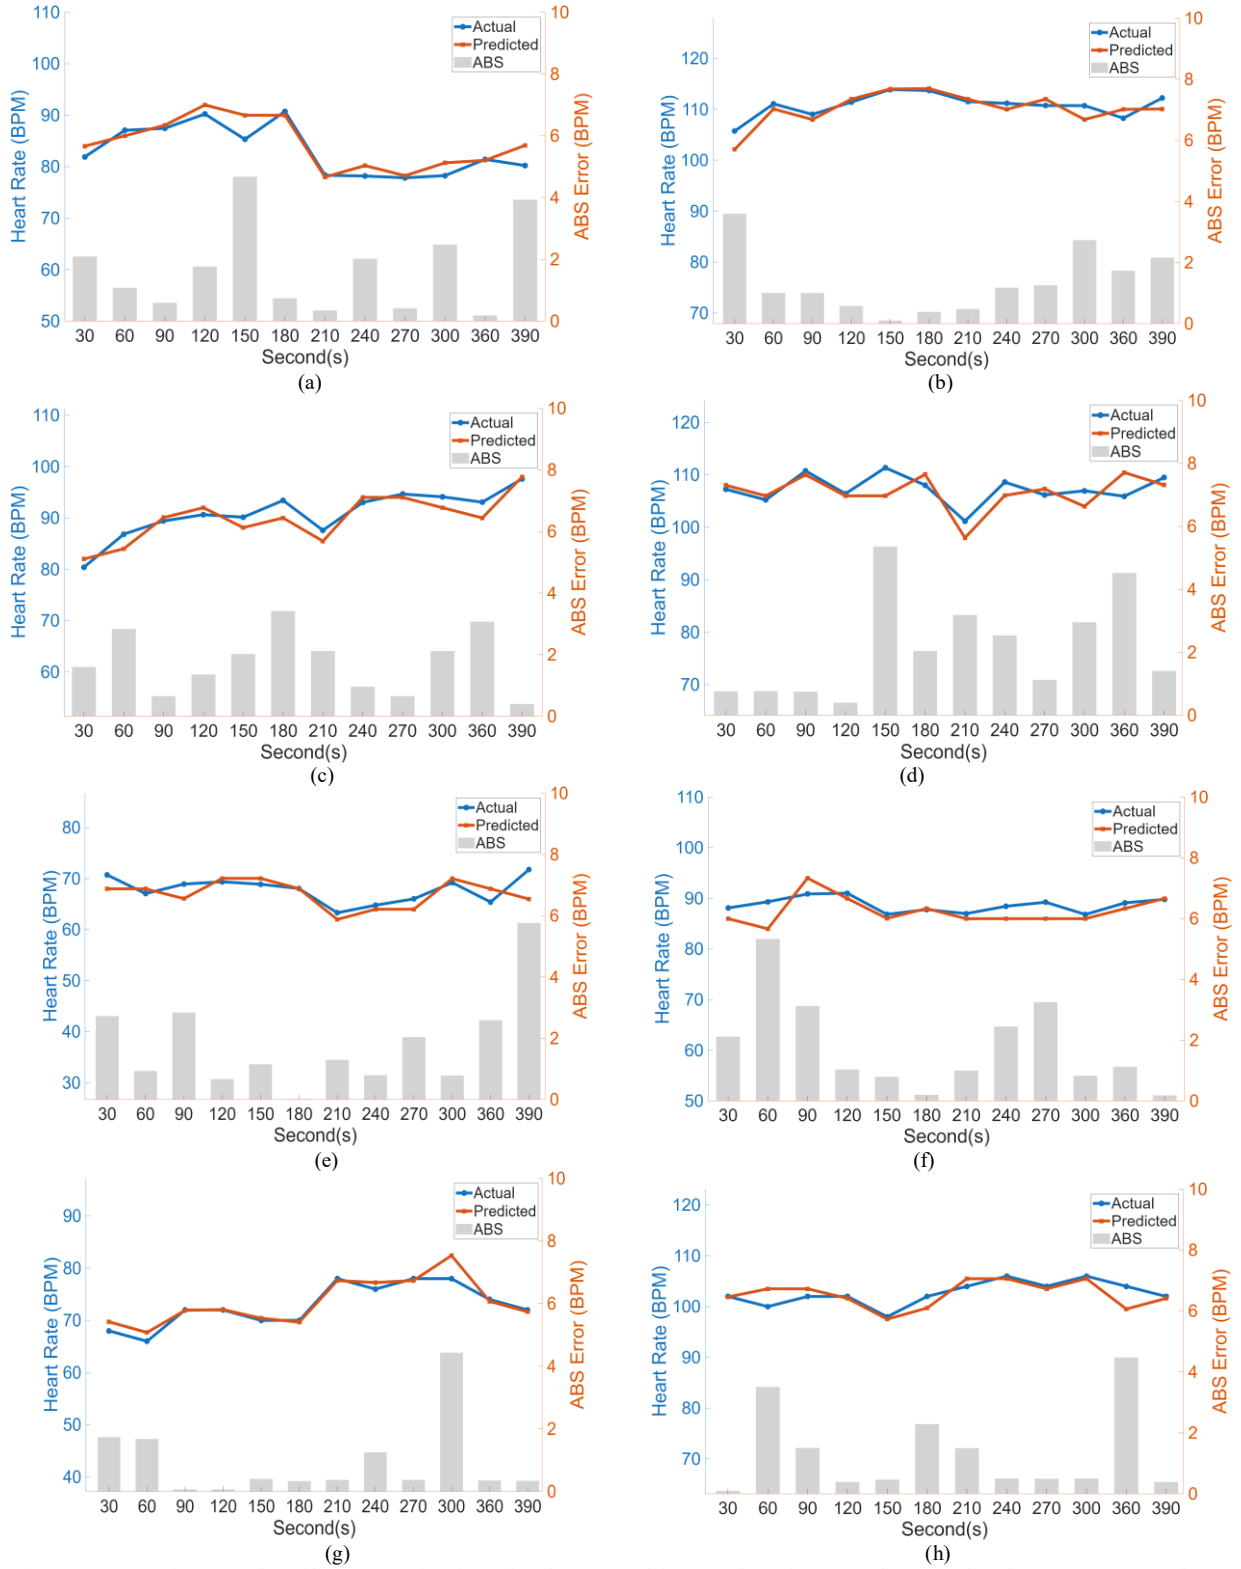 110
100
90
80
70
60
50
Heart Rate (BPM)
10
8
6
4
2
0
ABS Error (BPM)
Actual
Predicted
ABS
30 60 90 120 150 180 210 240 270 300 360 390
Second(s)
(a)
120
110
100
90
80
70
Heart Rate (BPM)
10
8
6
4
2
0
ABS Error (BPM)
Actual
Predicted
ABS
30 60 90 120 150 180 210 240 270 300 360 390
Second(s)
(b)
110
100
90
80
70
60
Heart Rate (BPM)
10
8
6
4
2
0
ABS Error (BPM)
Actual
Predicted
ABS
30 60 90 120 150 180 210 240 270 300 360 390
Second(s)
(c)
120
110
100
90
80
70
Heart Rate (BPM)
10
8
6
4
2
0
ABS Error (BPM)
Actual
Predicted
ABS
30 60 90 120 150 180 210 240 270 300 360 390
Second(s)
(d)
80
70
60
50
40
30
Heart Rate (BPM)
10
8
6
4
2
0
ABS Error (BPM)
Actual
Predicted
ABS
30 60 90 120 150 180 210 240 270 300 360 390
Second(s)
(e)
110
100
90
80
70
60
50
Heart Rate (BPM)
10
8
6
4
2
0
ABS Error (BPM)
Actual
Predicted
ABS
30 60 90 120 150 180 210 240 270 300 360 390
Second(s)
(f)
90
80
70
60
50
40
Heart Rate (BPM)
10
8
6
4
2
0
ABS Error (BPM)
Actual
Predicted
ABS
30 60 90 120 150 180 210 240 270 300 360 390
Second(s)
(g)
120
110
100
90
80
70
Heart Rate (BPM)
10
8
6
4
2
0
ABS Error (BPM)
Actual
Predicted
ABS
30 60 90 120 150 180 210 240 270 300 360 390
Second(s)
(h)